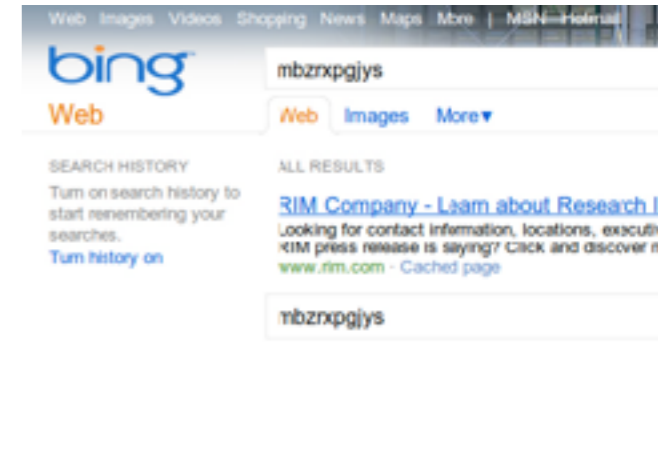 Web Images Videos Shopping News Maps More | MSN Hotmail
bing
mbzrxpgjys
Web
Web Images More▼
SEARCH HISTORY
Turn on search history to
start remembering your
searches.
Turn history on
ALL RESULTS
RIM Company - Learn about Research I
Looking for contact information, locations, executiv
RIM press release is saying? Click and discover m
www.rim.com - Cached page
mbzrxpgjys